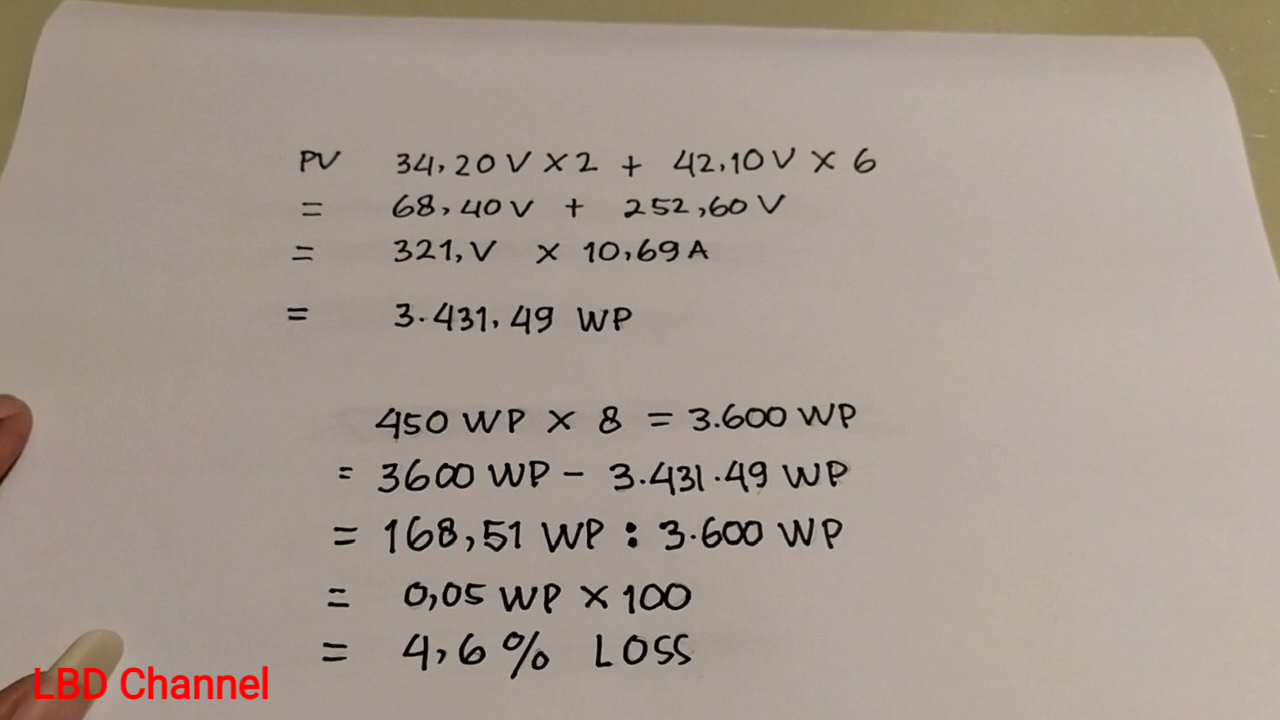 PV 34,20 V X 2 + 42,10 V X 6
= 68,40 V + 252,60 V
= 321, V X 10,69 A
= 3.431,49 WP
450 WP X 8 = 3.600 WP
= 3600 WP - 3.431.49 WP
= 168,51 WP : 3.600 WP
= 0,05 WP X 100
= 4,6 % LOSS
LBD Channel